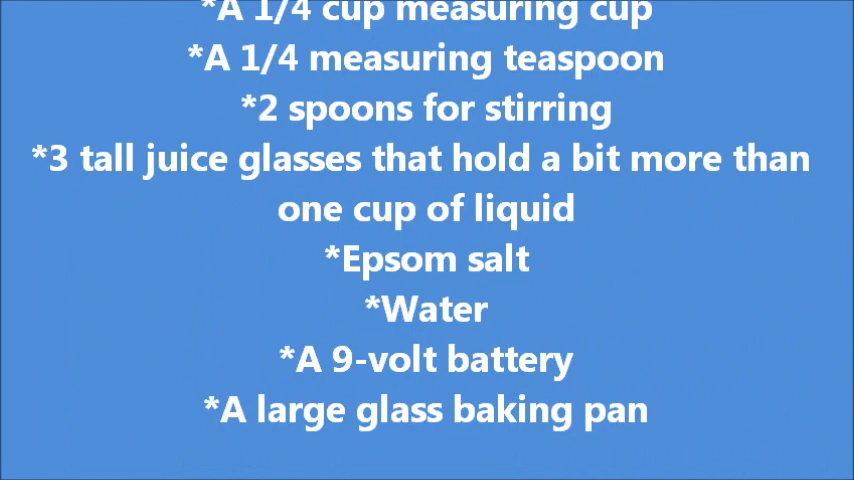 *A 1/4 cup measuring cup
*A 1/4 measuring teaspoon
*2 spoons for stirring
*3 tall juice glasses that hold a bit more than
one cup of liquid
*Epsom salt
*Water
*A 9-volt battery
*A large glass baking pan